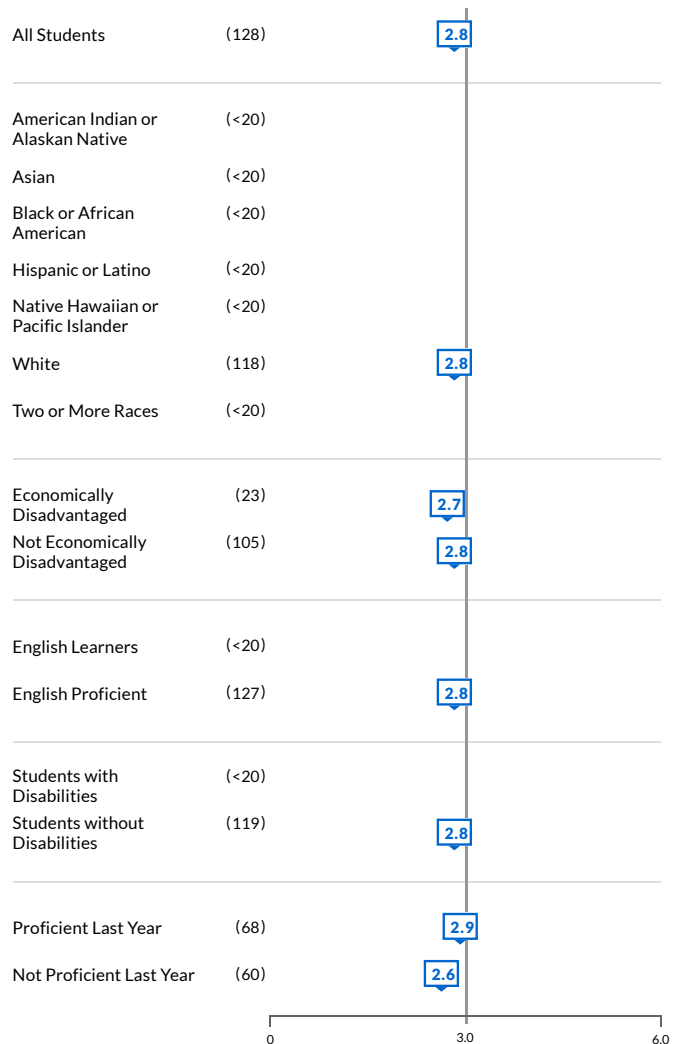 All Students (128) 2.8
American Indian or (<20)
Alaskan Native
Asian (<20)
Black or African (<20)
American
Hispanic or Latino (<20)
Native Hawaiian or (<20)
Pacific Islander
White (118) 2.8
Two or More Races (<20)
Economically (23) 2.7
Disadvantaged
Not Economically (105) 2.8
Disadvantaged
English Learners (<20)
English Proficient (127) 2.8
Students with (<20)
Disabilities
Students without (119) 2.8
Disabilities
Proficient Last Year (68) 2.9
Not Proficient Last Year (60) 2.6
0 3.0 6.0